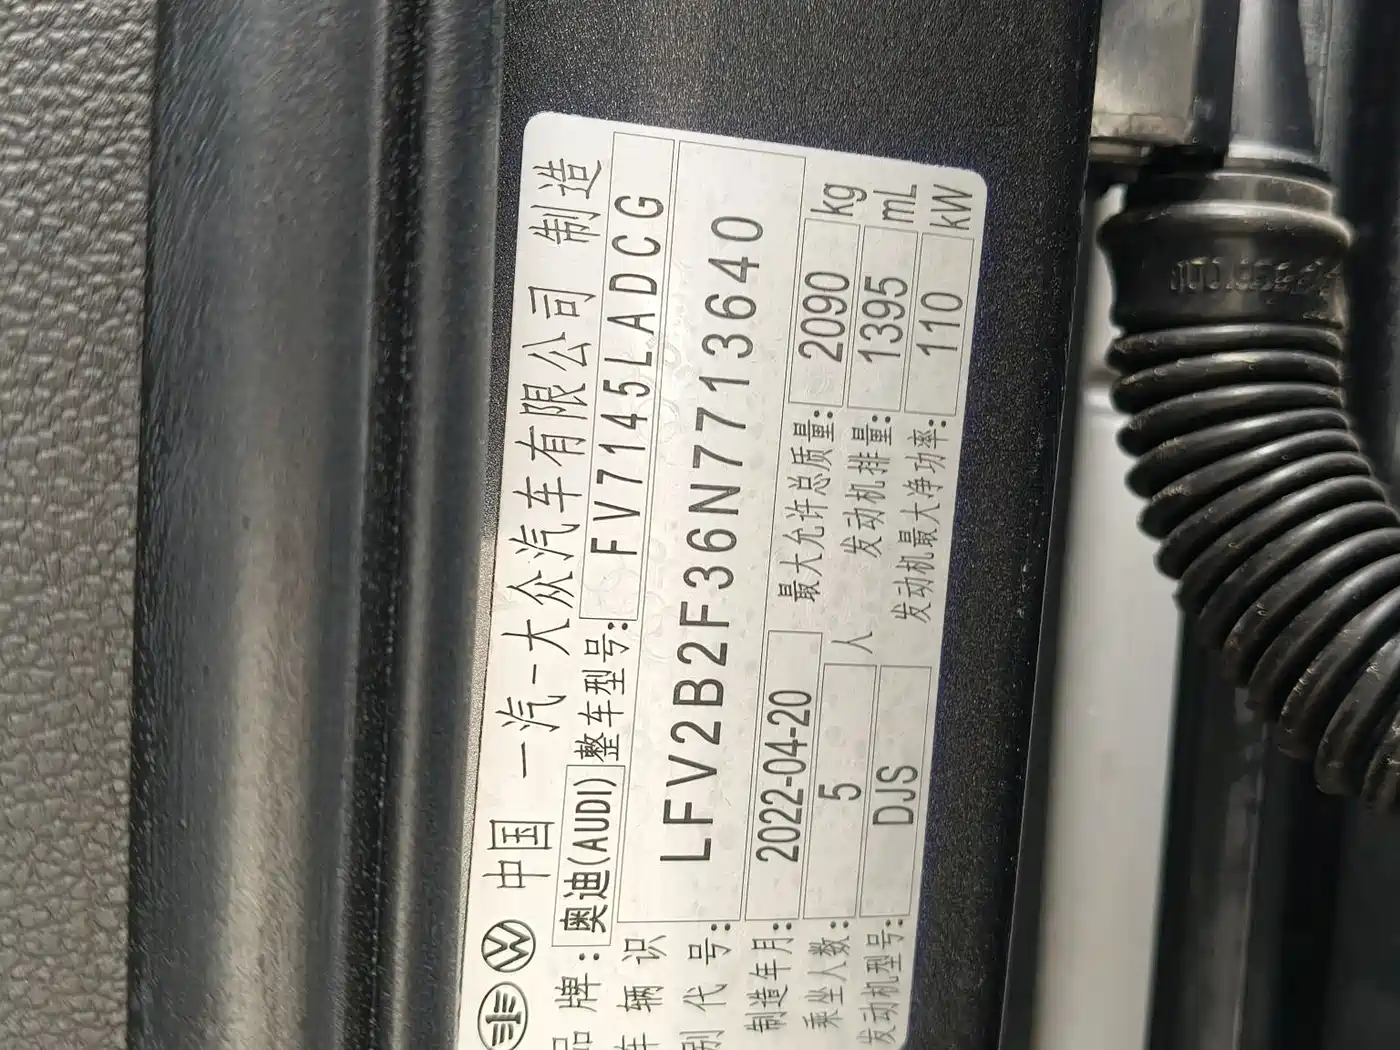 中国 一汽-大众汽车有限公司 制造
品牌:奥迪(AUDI) 整车型号:FV7145LADCG
车辆识
别代号: LFV2B2F36N7713640
制造年月: 2022-04-20 最大允许总质量: 2090 kg
乘坐人数: 5 人 发动机排量: 1395 mL
发动机型号: DJS 发动机最大净功率: 110 kW